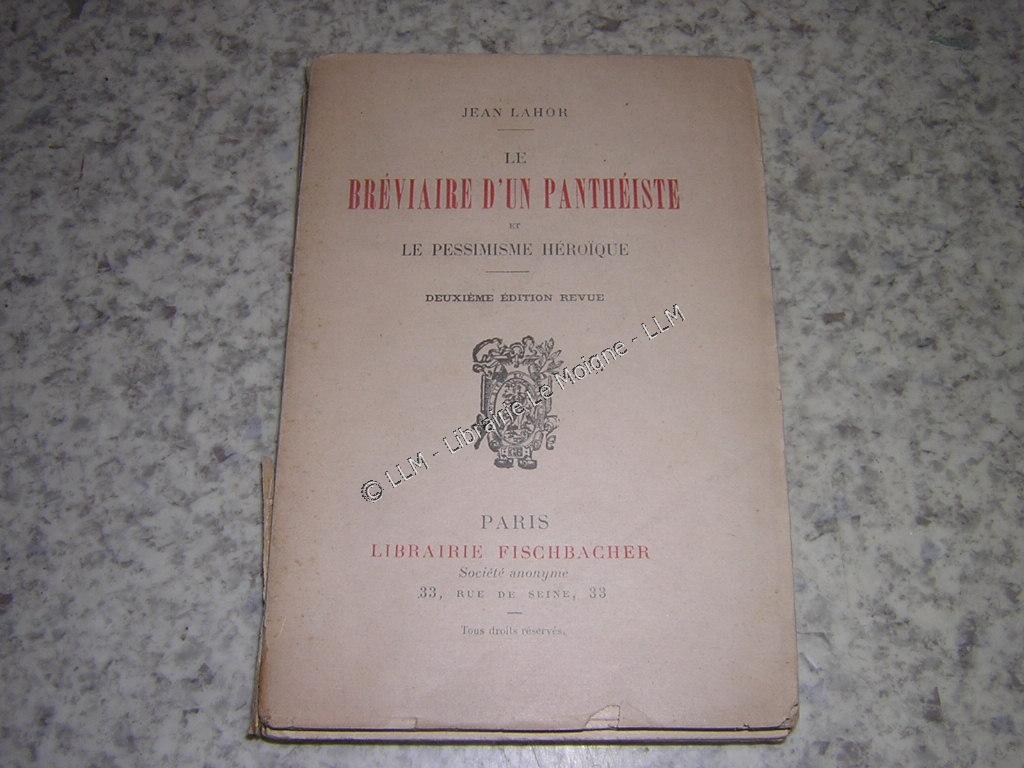 JEAN LAHOR
LE
BRÉVIAIRE D'UN PANTHÉISTE
ET
LE PESSIMISME HÉROÏQUE
DEUXIÈME ÉDITION REVUE
© LLM - Librairie Le Moigne - LLM
PARIS
LIBRAIRIE FISCHBACHER
Société anonyme
33, RUE DE SEINE, 33
Tous droits réservés.